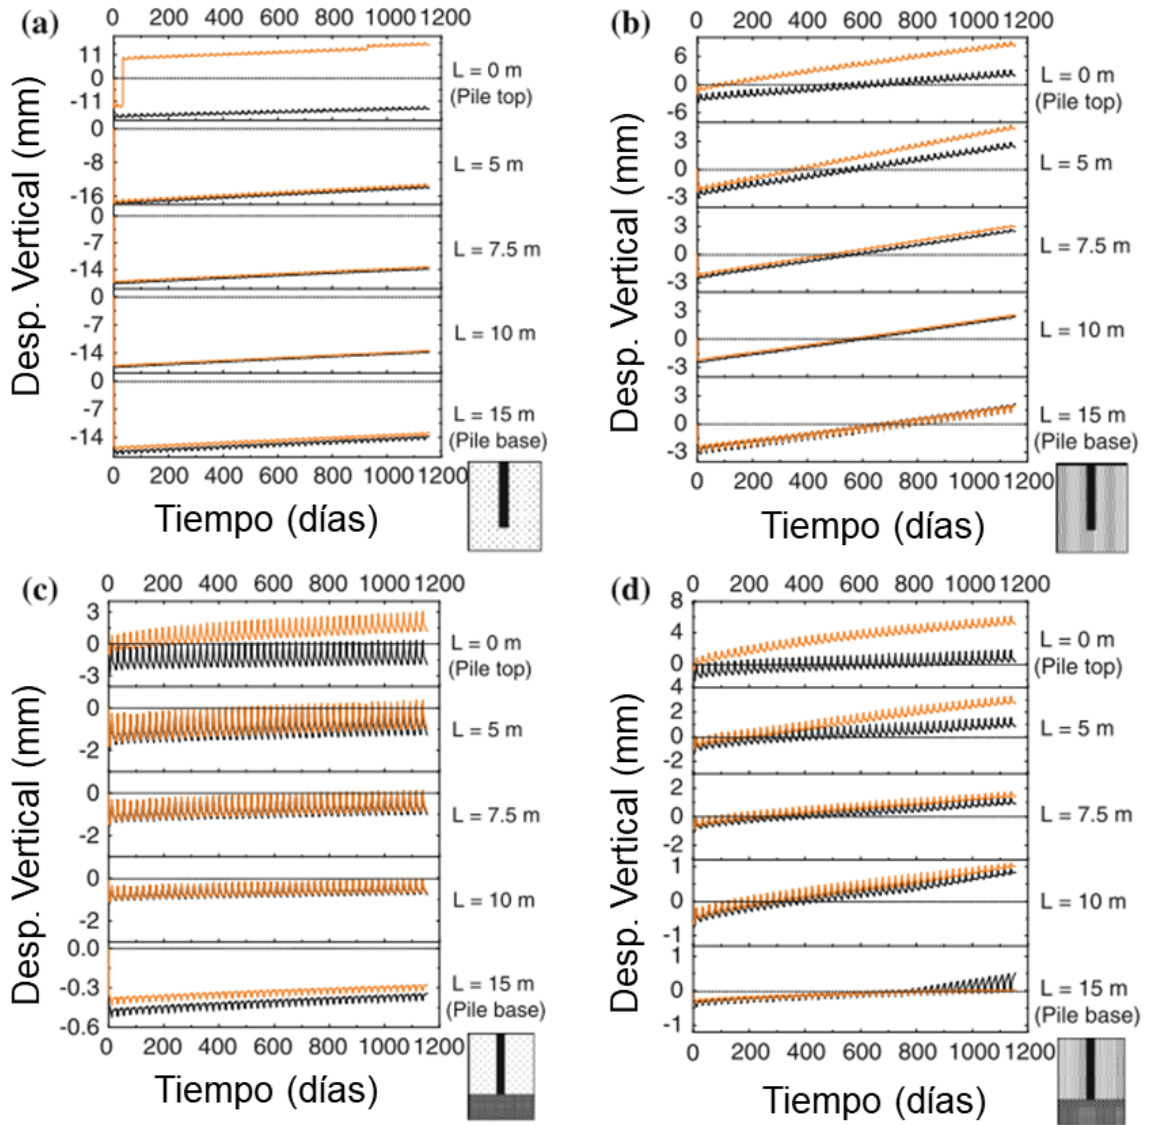 (a)
0 200 400 600 800 1000 1200
11
0
-11
L = 0 m
(Pile top)
0
-8
-16
L = 5 m
0
-7
-14
L = 7.5 m
0
-7
-14
L = 10 m
0
-7
-14
L = 15 m
(Pile base)
0 200 400 600 800 1000 1200
Desp. Vertical (mm)
Tiempo (días)
(b)
0 200 400 600 800 1000 1200
6
0
-6
L = 0 m
(Pile top)
3
0
-3
L = 5 m
3
0
-3
L = 7.5 m
3
0
-3
L = 10 m
3
0
-3
L = 15 m
(Pile base)
0 200 400 600 800 1000 1200
Desp. Vertical (mm)
Tiempo (días)
(c)
0 200 400 600 800 1000 1200
3
0
-3
L = 0 m
(Pile top)
0
-2
L = 5 m
0
-2
L = 7.5 m
0
-2
L = 10 m
0.0
-0.3
-0.6
L = 15 m
(Pile base)
0 200 400 600 800 1000 1200
Desp. Vertical (mm)
Tiempo (días)
(d)
0 200 400 600 800 1000 1200
8
4
0
4
L = 0 m
(Pile top)
2
0
-2
L = 5 m
2
0
-2
L = 7.5 m
1
0
-1
L = 10 m
1
0
-1
L = 15 m
(Pile base)
0 200 400 600 800 1000 1200
Desp. Vertical (mm)
Tiempo (días)